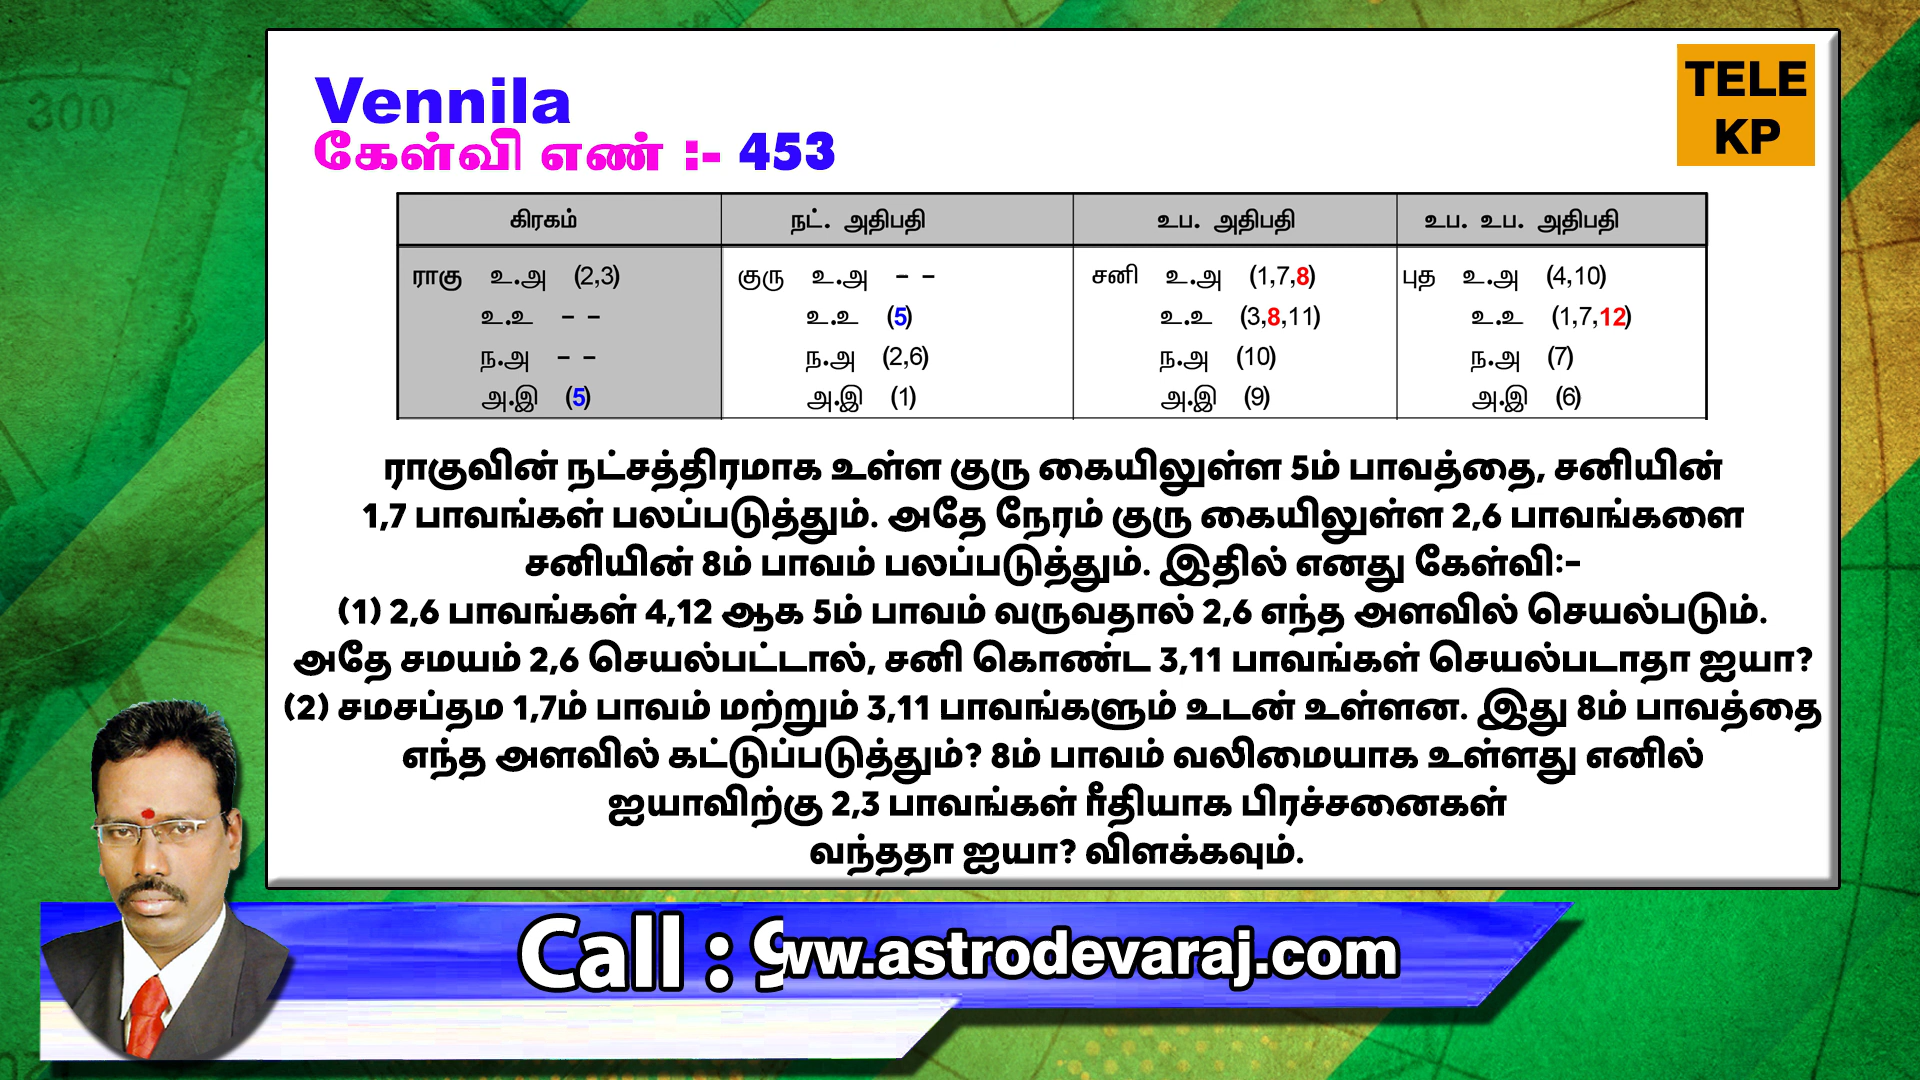 300
TELE
KP
Vennila
கேள்வி எண் :- 453
கிரகம் நட். அதிபதி உப. அதிபதி உப. உப. அதிபதி
ராகு உ.அ (2,3) குரு உ.அ - - சனி உ.அ (1,7,8) புத உ.அ (4,10)
உ.உ - - உ.உ (5) உ.உ (3,8,11) உ.உ (1,7,12)
ந.அ - - ந.அ (2,6) ந.அ (10) ந.அ (7)
அ.இ (5) அ.இ (1) அ.இ (9) அ.இ (6)
ராகுவின் நட்சத்திரமாக உள்ள குரு கையிலுள்ள 5ம் பாவத்தை, சனியின்
1,7 பாவங்கள் பலப்படுத்தும். அதே நேரம் குரு கையிலுள்ள 2,6 பாவங்களை
சனியின் 8ம் பாவம் பலப்படுத்தும். இதில் எனது கேள்வி:-
(1) 2,6 பாவங்கள் 4,12 ஆக 5ம் பாவம் வருவதால் 2,6 எந்த அளவில் செயல்படும்.
அதே சமயம் 2,6 செயல்பட்டால், சனி கொண்ட 3,11 பாவங்கள் செயல்படாதா ஐயா?
(2) சமசப்தம 1,7ம் பாவம் மற்றும் 3,11 பாவங்களும் உடன் உள்ளன. இது 8ம் பாவத்தை
எந்த அளவில் கட்டுப்படுத்தும்? 8ம் பாவம் வலிமையாக உள்ளது எனில்
ஐயாவிற்கு 2,3 பாவங்கள் ரீதியாக பிரச்சனைகள்
வந்ததா ஐயா? விளக்கவும்.
Call : 9ww.astrodevaraj.com